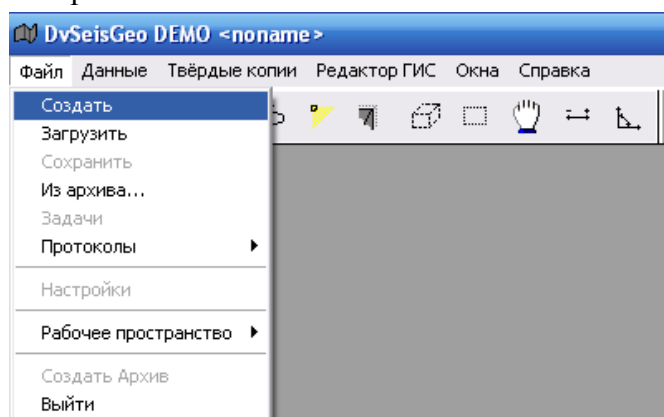 DvSeisGeo DEMO <noname>
Файл Данные Твёрдые копии Редактор ГИС Окна Справка
Создать
Загрузить
Сохранить
Из архива...
Задачи
Протоколы
Настройки
Рабочее пространство
Создать Архив
Выйти